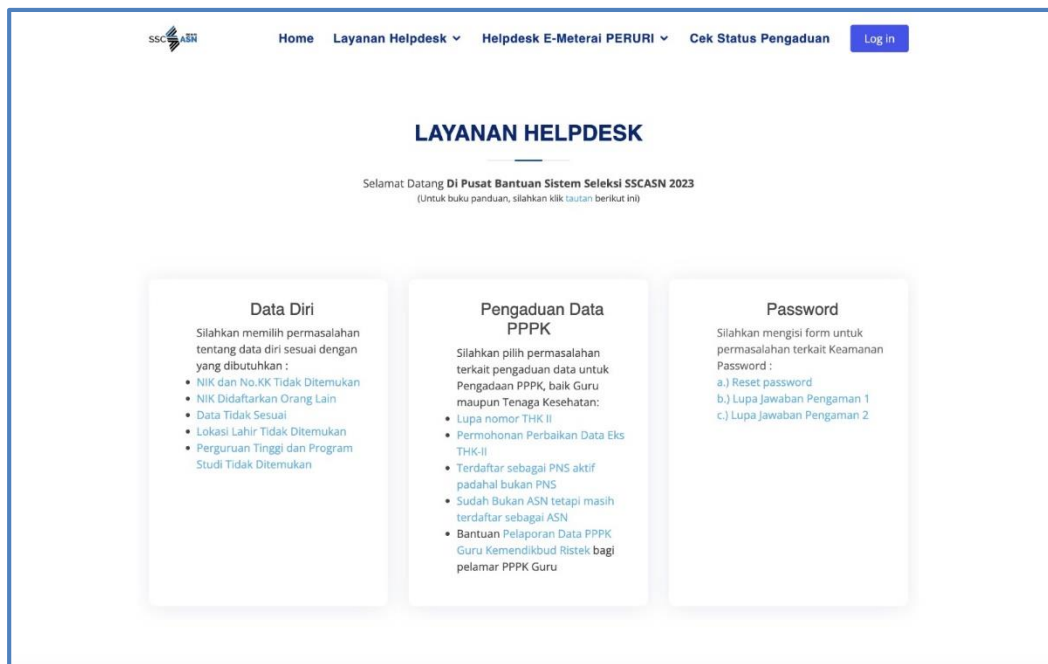 SSCASN
Home Layanan Helpdesk Helpdesk E-Meterai PERURI Cek Status Pengaduan Log in
LAYANAN HELPDESK
Selamat Datang Di Pusat Bantuan Sistem Seleksi SSCASN 2023
(Untuk buku panduan, silahkan klik tautan berikut ini)
Data Diri
Silahkan memilih permasalahan
tentang data diri sesuai dengan
yang dibutuhkan :
• NIK dan No.KK Tidak Ditemukan
• NIK Didaftarkan Orang Lain
• Data Tidak Sesuai
• Lokasi Lahir Tidak Ditemukan
• Perguruan Tinggi dan Program
Studi Tidak Ditemukan
Pengaduan Data
PPPK
Silahkan pilih permasalahan
terkait pengaduan data untuk
Pengadaan PPPK, baik Guru
maupun Tenaga Kesehatan:
• Lupa nomor THK II
• Permohonan Perbaikan Data Eks
THK-II
• Terdaftar sebagai PNS aktif
padahal bukan PNS
• Sudah Bukan ASN tetapi masih
terdaftar sebagai ASN
• Bantuan Pelaporan Data PPPK
Guru Kemendikbud Ristek bagi
pelamar PPPK Guru
Password
Silahkan mengisi form untuk
permasalahan terkait Keamanan
Password :
a.) Reset password
b.) Lupa Jawaban Pengaman 1
c.) Lupa Jawaban Pengaman 2